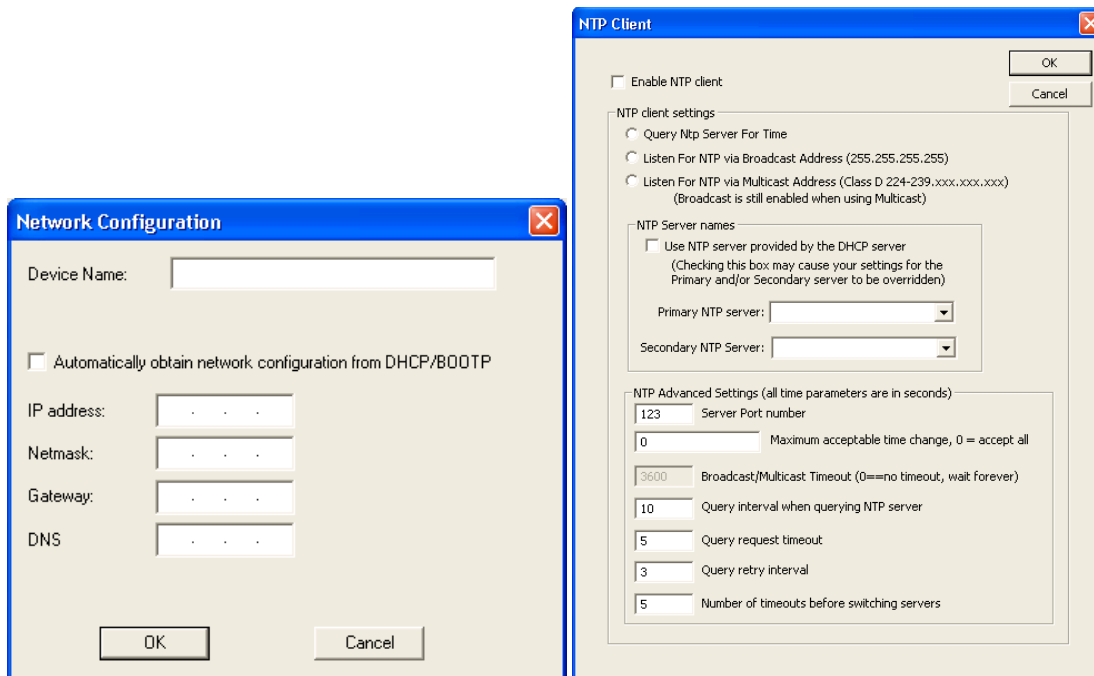 Network Configuration
Device Name:
Automatically obtain network configuration from DHCP/BOOTP
IP address:
. . .
Netmask:
. . .
Gateway:
. . .
DNS
. . .
OK
Cancel
NTP Client
OK
Cancel
Enable NTP client
NTP client settings
Query Ntp Server For Time
Listen For NTP via Broadcast Address (255.255.255.255)
Listen For NTP via Multicast Address (Class D 224-239.xxx.xxx.xxx)
(Broadcast is still enabled when using Multicast)
NTP Server names
Use NTP server provided by the DHCP server
(Checking this box may cause your settings for the
Primary and/or Secondary server to be overridden)
Primary NTP server:
Secondary NTP Server:
NTP Advanced Settings (all time parameters are in seconds)
123 Server Port number
0 Maximum acceptable time change, 0 = accept all
3600 Broadcast/Multicast Timeout (0==no timeout, wait forever)
10 Query interval when querying NTP server
5 Query request timeout
3 Query retry interval
5 Number of timeouts before switching servers